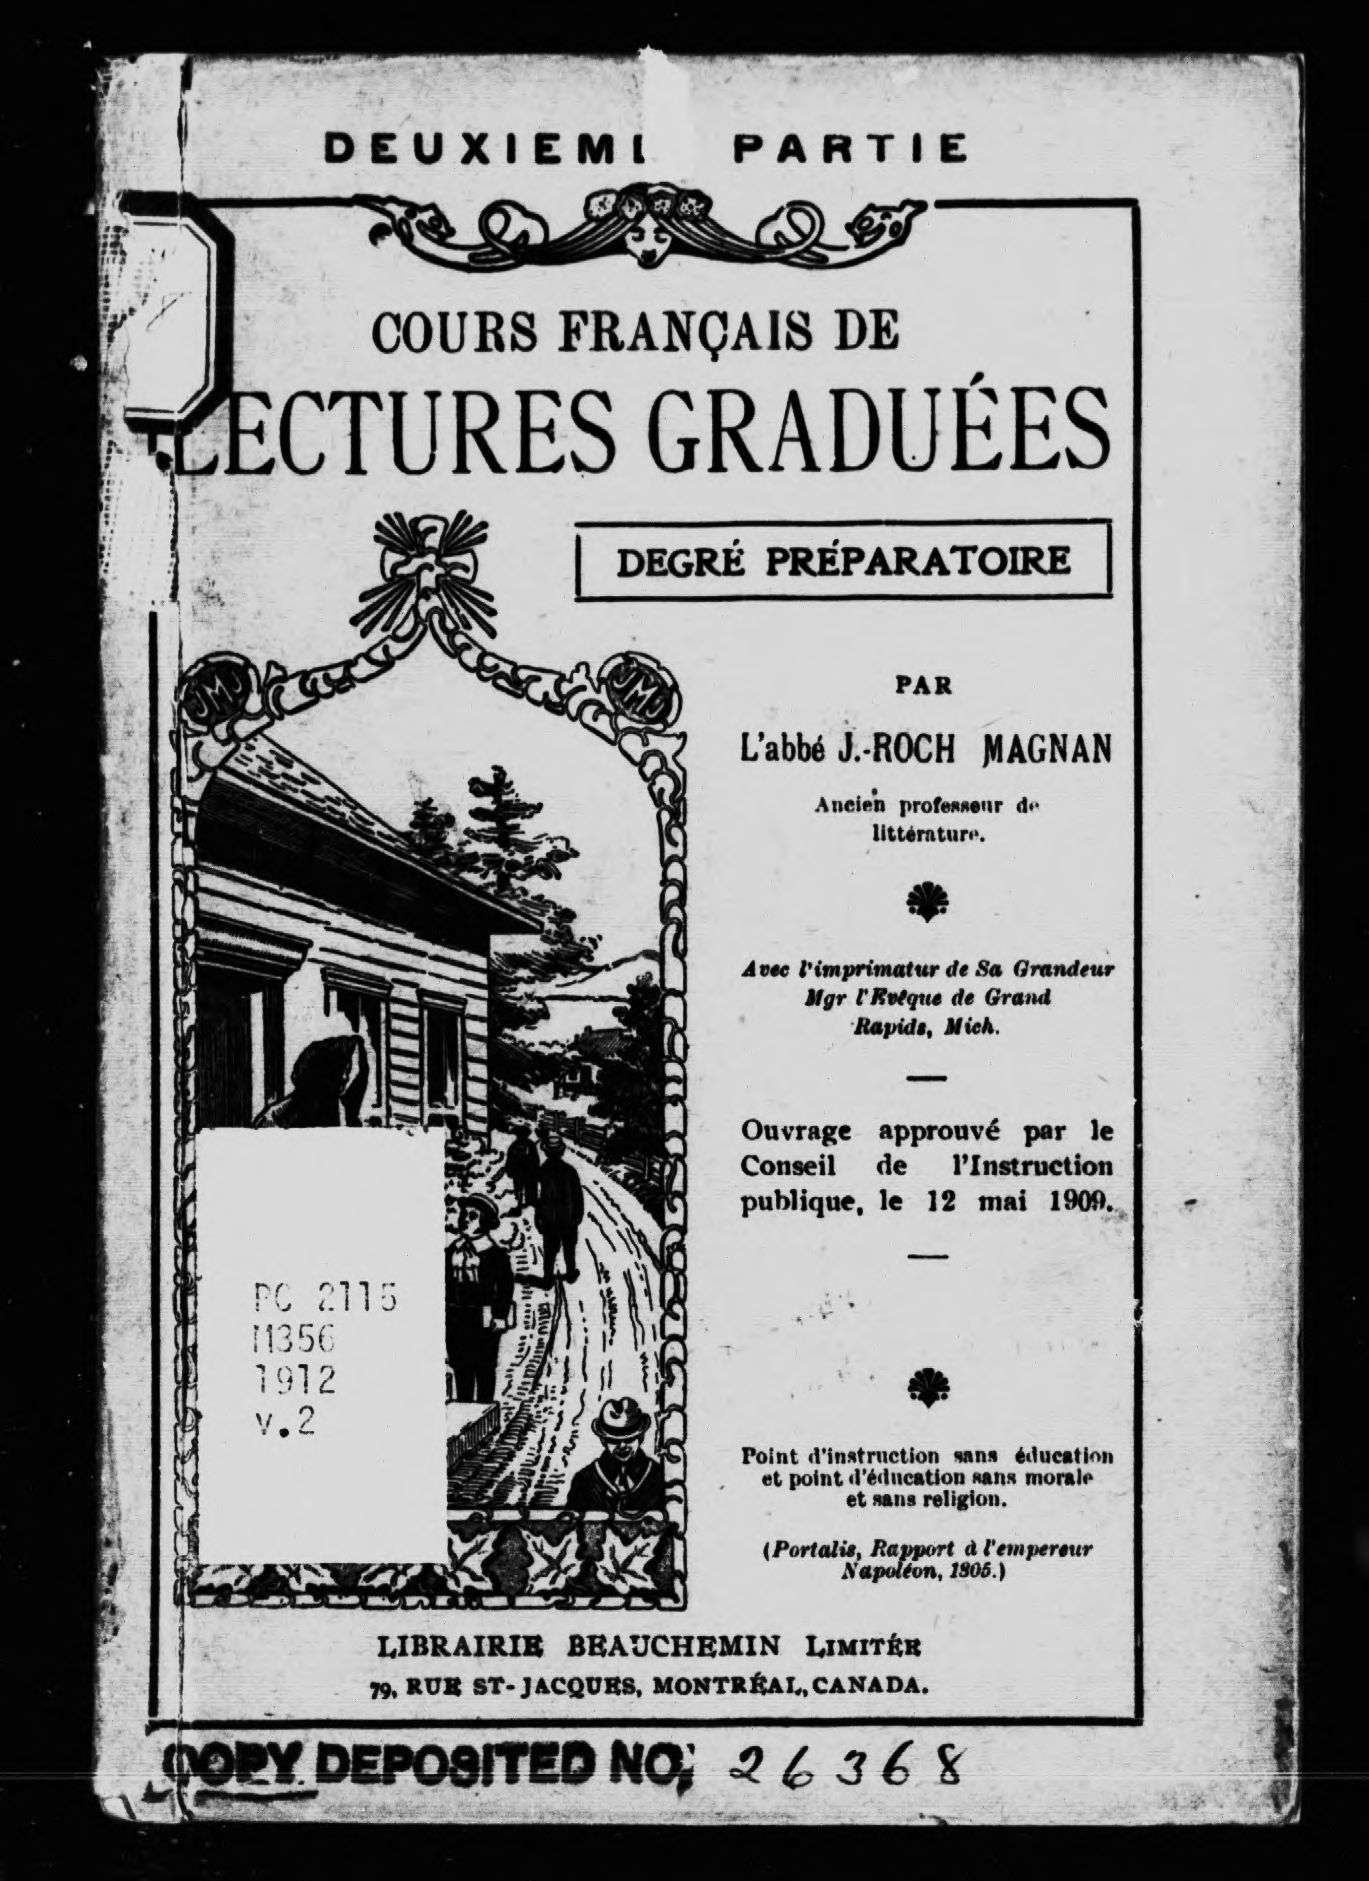 DEUXIEME PARTIE
COURS FRANÇAIS DE
LECTURES GRADUÉES
DEGRÉ PRÉPARATOIRE
JMJ
JMJ
PAR
L'abbé J.-ROCH MAGNAN
Ancien professeur de
littérature.
Avec l'imprimatur de Sa Grandeur
Mgr l'Evêque de Grand
Rapids, Mich.
Ouvrage approuvé par le
Conseil de l'Instruction
publique, le 12 mai 1909.
PC 2115
M356
1912
v.2
Point d'instruction sans éducation
et point d'éducation sans morale
et sans religion.
(Portalis, Rapport à l'empereur
Napoléon, 1805.)
LIBRAIRIE BEAUCHEMIN LIMITÉE
79, RUE ST-JACQUES, MONTRÉAL, CANADA.
COPY DEPOSITED NO; 26368